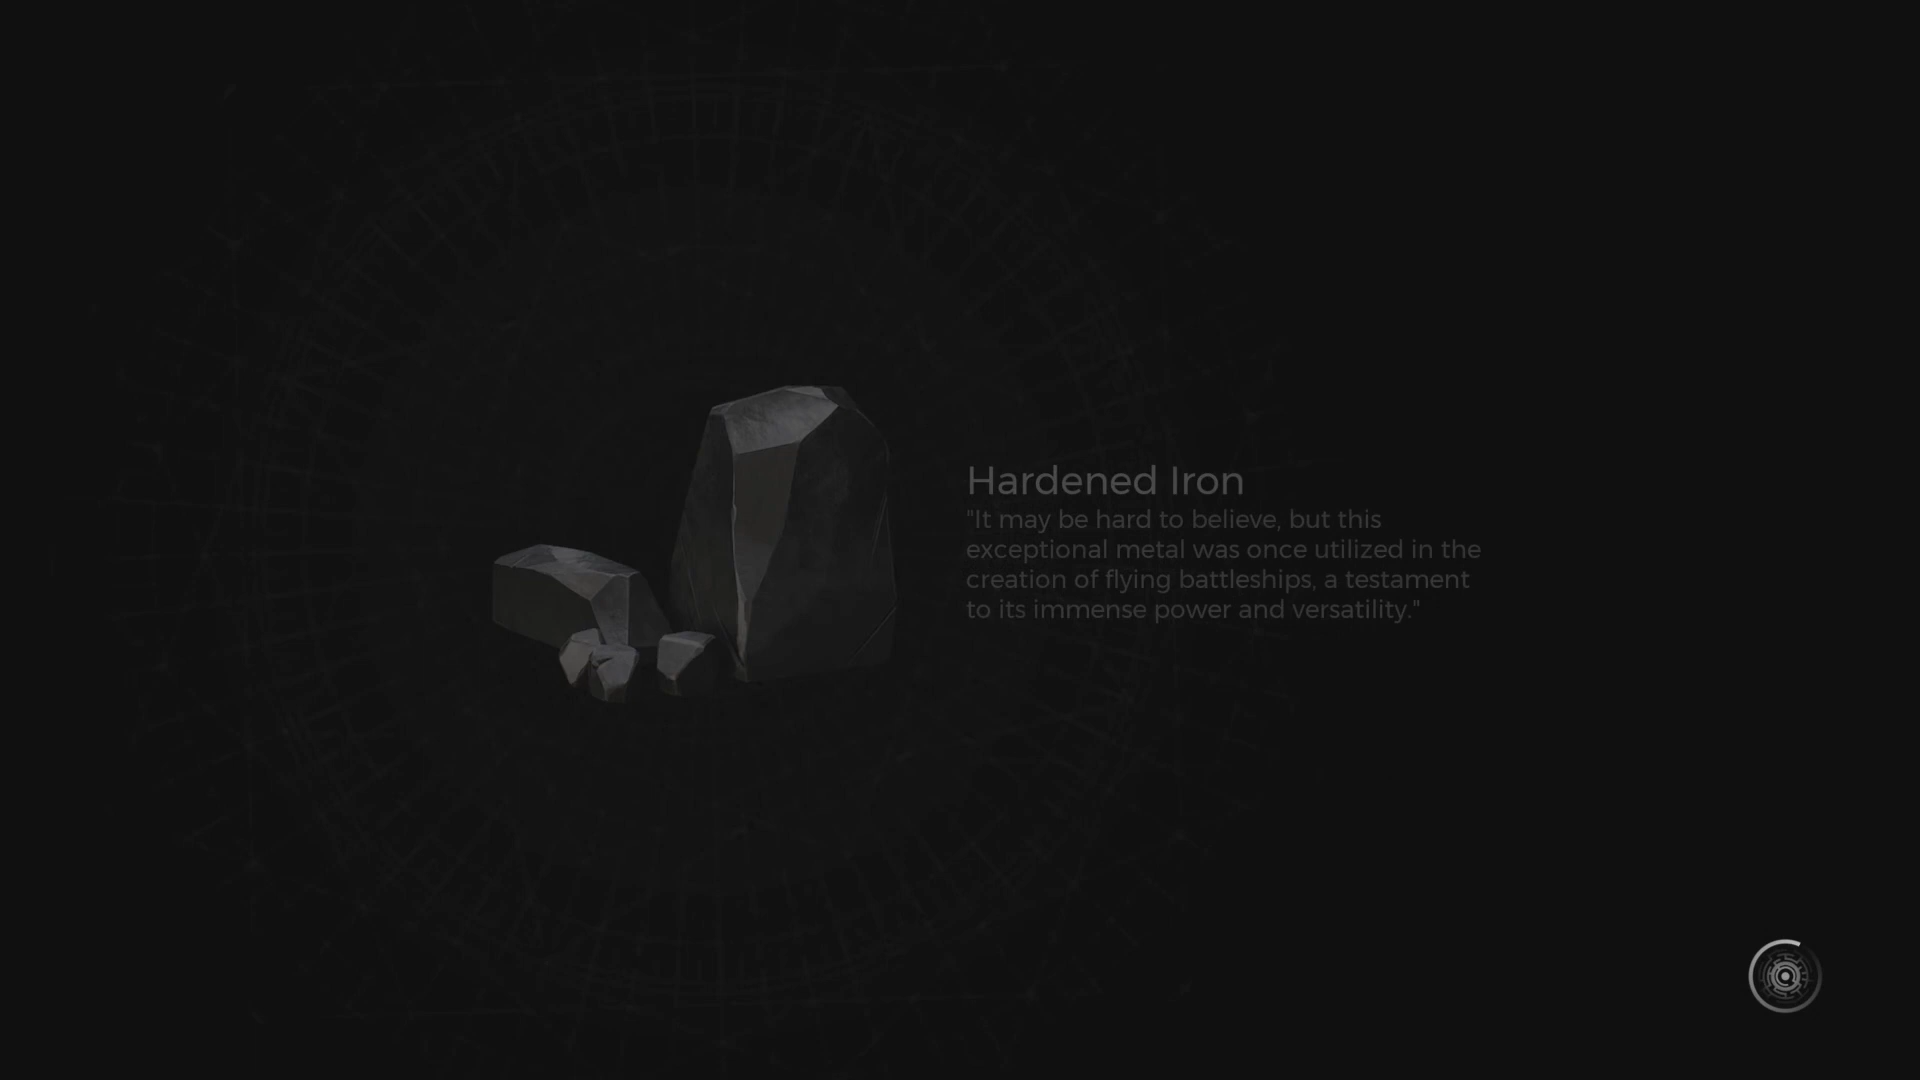 Hardened Iron
"It may be hard to believe, but this
exceptional metal was once utilized in the
creation of flying battleships, a testament
to its immense power and versatility."